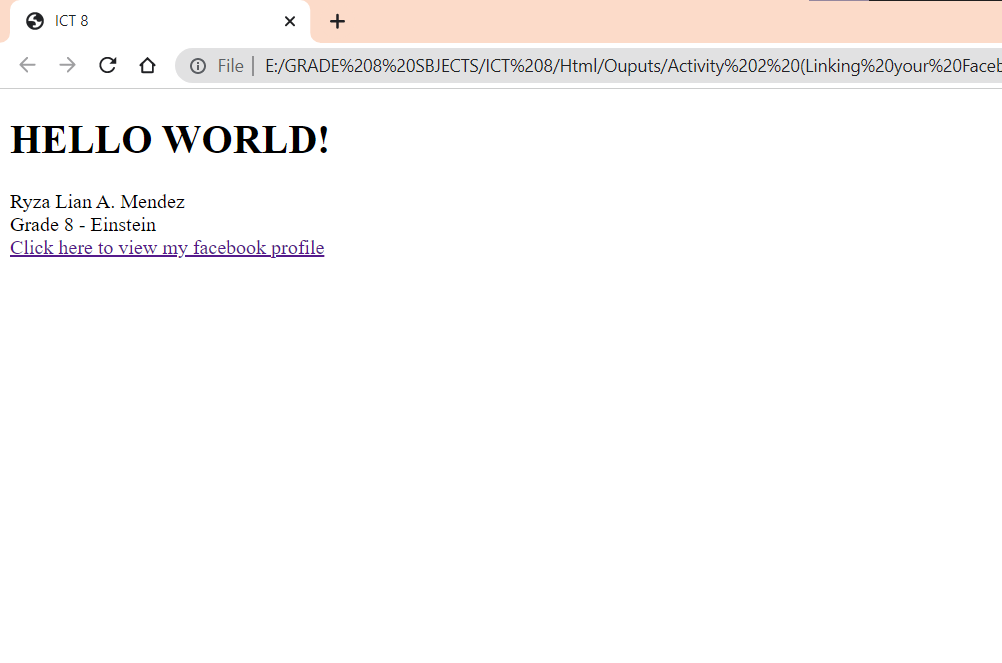 ICT 8
File | E:/GRADE%208%20SBJECTS/ICT%208/Html/Ouputs/Activity%202%20(Linking%20your%20Faceb
HELLO WORLD!
Ryza Lian A. Mendez
Grade 8 - Einstein
Click here to view my facebook profile